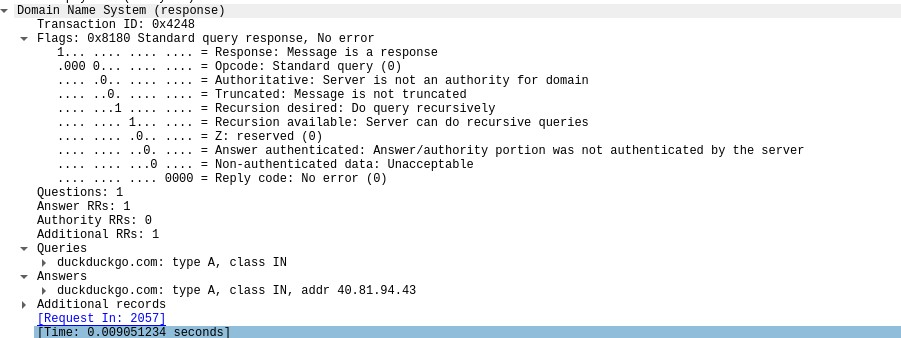 Domain Name System (response)
Transaction ID: 0x4248
Flags: 0x8180 Standard query response, No error
1... .... .... .... = Response: Message is a response
.000 0... .... .... = Opcode: Standard query (0)
.... .0.. .... .... = Authoritative: Server is not an authority for domain
.... ..0. .... .... = Truncated: Message is not truncated
.... ...1 .... .... = Recursion desired: Do query recursively
.... .... 1... .... = Recursion available: Server can do recursive queries
.... .... .0.. .... = Z: reserved (0)
.... .... ..0. .... = Answer authenticated: Answer/authority portion was not authenticated by the server
.... .... ...0 .... = Non-authenticated data: Unacceptable
.... .... .... 0000 = Reply code: No error (0)
Questions: 1
Answer RRs: 1
Authority RRs: 0
Additional RRs: 1
Queries
duckduckgo.com: type A, class IN
Answers
duckduckgo.com: type A, class IN, addr 40.81.94.43
Additional records
[Request In: 2057]
[Time: 0.009051234 seconds]